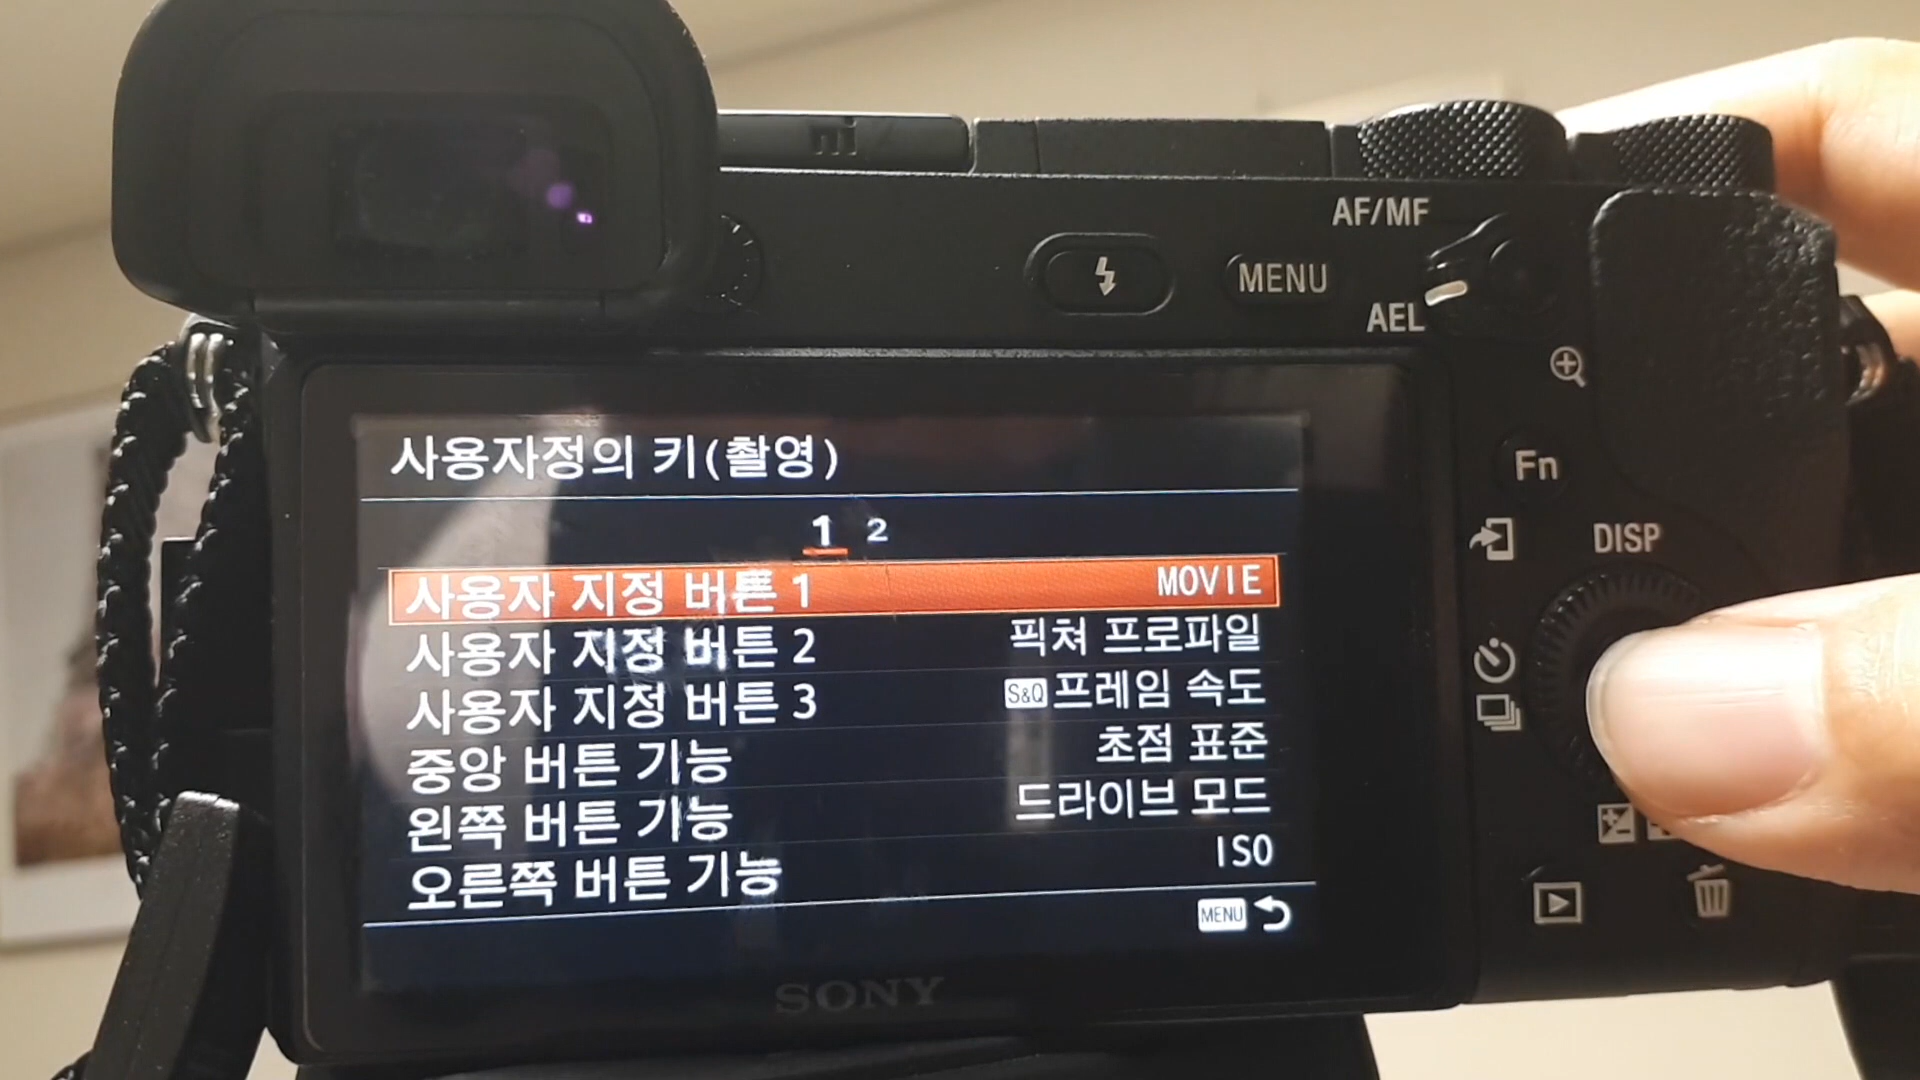 mi
AF/MF
MENU
AEL
Fn
DISP
사용자정의 키(촬영)
1 2
사용자 지정 버튼 1 MOVIE
사용자 지정 버튼 2 픽쳐 프로파일
사용자 지정 버튼 3 S&Q 프레임 속도
중앙 버튼 기능 초점 표준
왼쪽 버튼 기능 드라이브 모드
오른쪽 버튼 기능 ISO
MENU
SONY